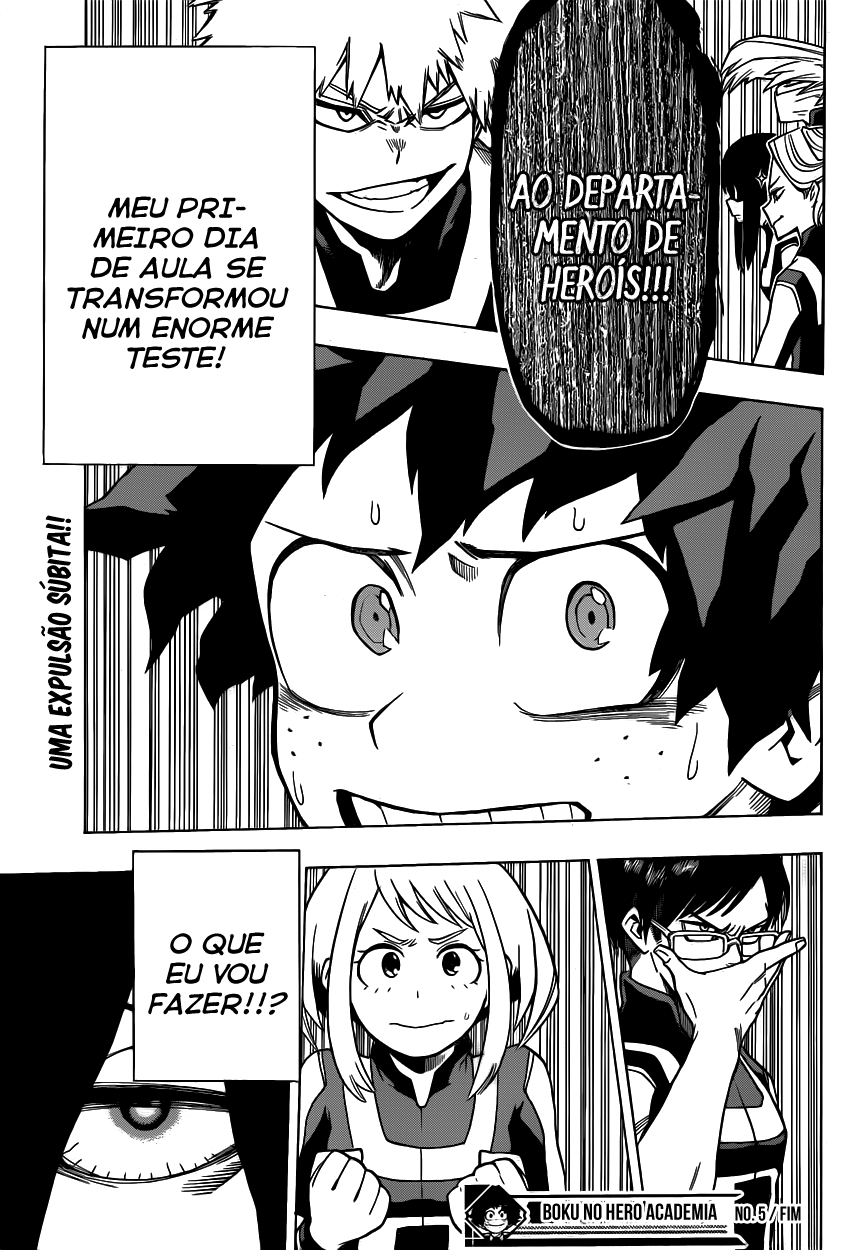 AO DEPARTA-
MENTO DE
HEROÍS!!!
MEU PRI-
MEIRO DIA
DE AULA SE
TRANSFORMOU
NUM ENORME
TESTE!
UMA EXPULSÃO SÚBITA!!
O QUE
EU VOU
FAZER!!?
BOKU NO HERO ACADEMIA NO.5 / FIM